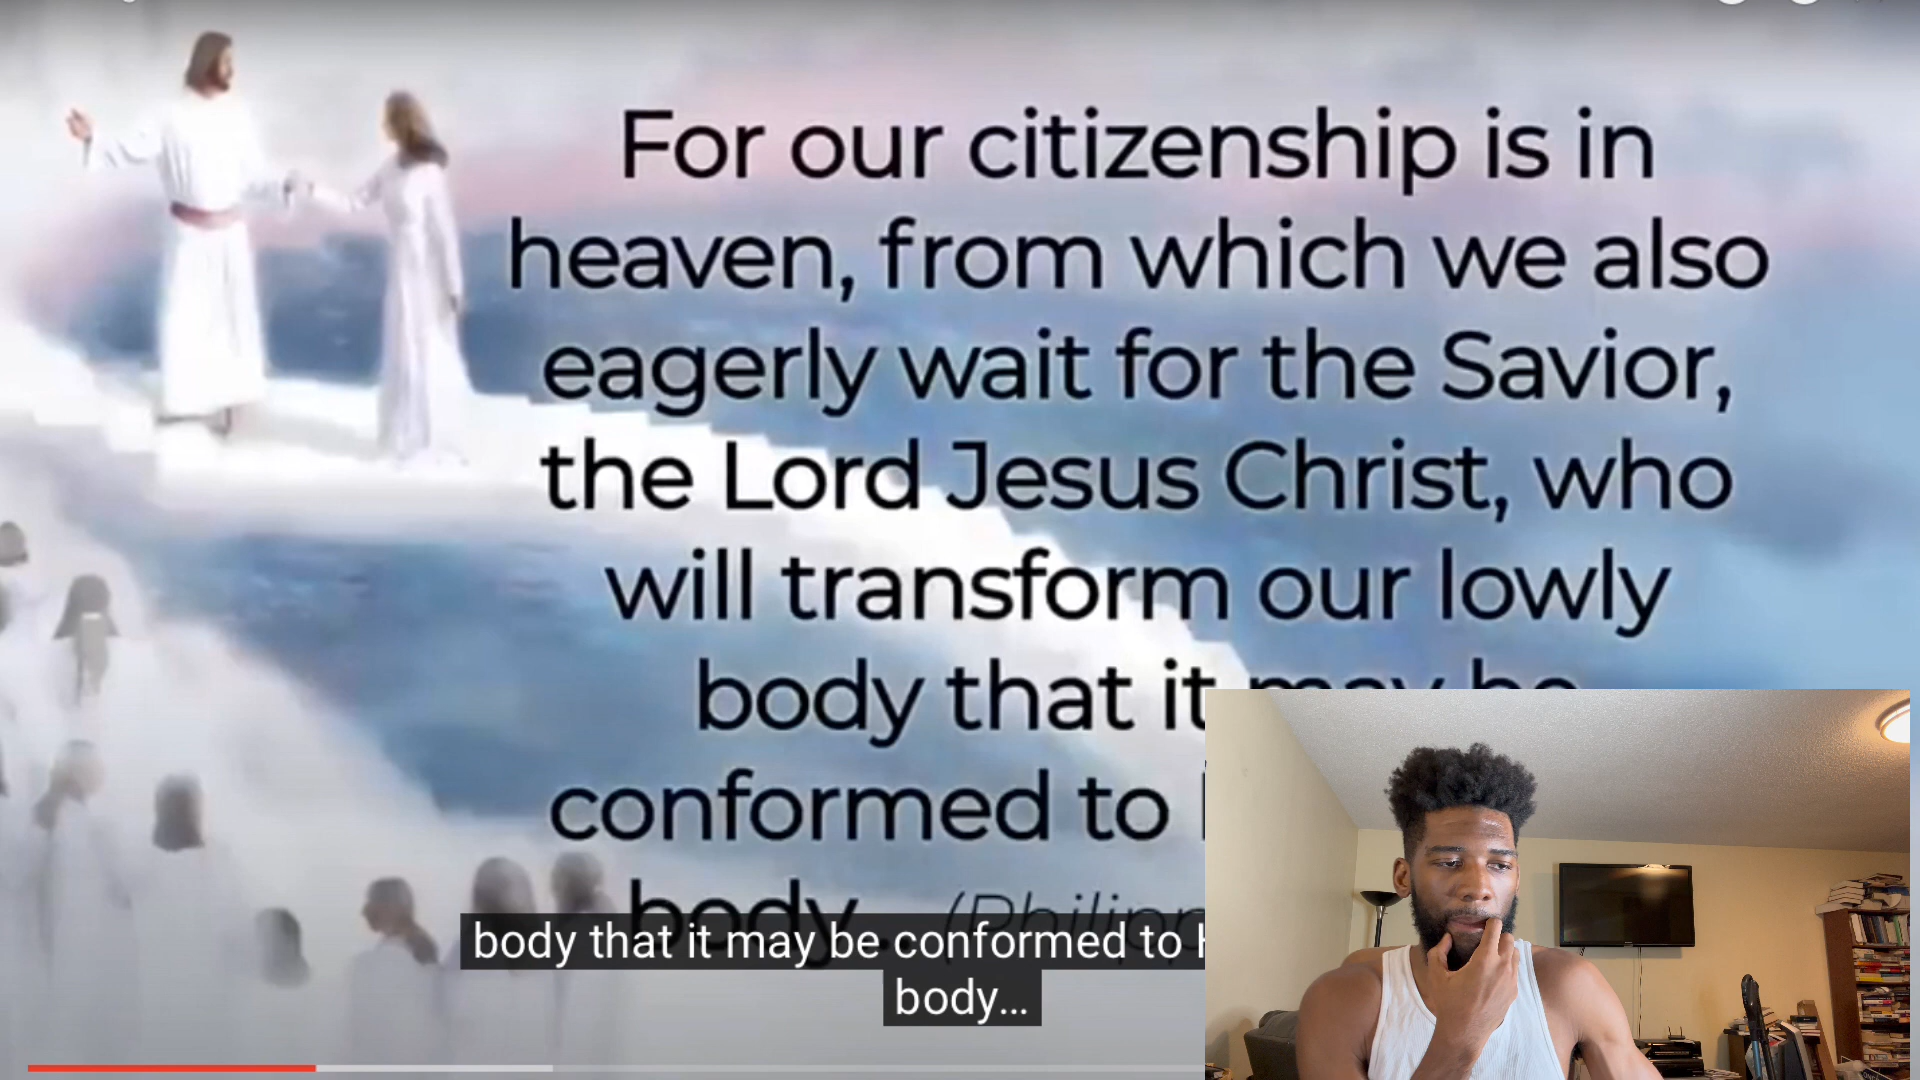 For our citizenship is in
heaven, from which we also
eagerly wait for the Savior,
the Lord Jesus Christ, who
will transform our lowly
body that it may be
conformed to
body...
body that it may be conformed to
body...